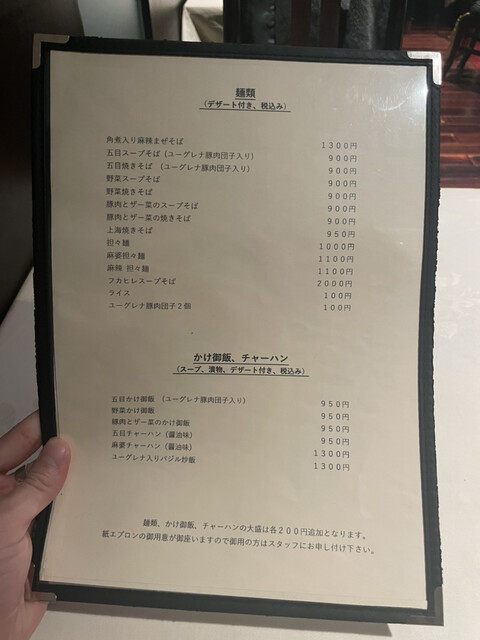 麺類
(デザート付き、税込み)
角煮入り麻辣まぜそば 1300円
五目スープそば (ユーグレナ豚肉団子入り) 900円
五目焼きそば (ユーグレナ豚肉団子入り) 900円
野菜スープそば 900円
野菜焼きそば 900円
豚肉とザー菜のスープそば 900円
豚肉とザー菜の焼きそば 900円
上海焼きそば 950円
担々麺 1000円
麻婆担々麺 1100円
麻辣 担々麺 1100円
フカヒレスープそば 2000円
ライス 100円
ユーグレナ豚肉団子2個 100円
かけ御飯、チャーハン
(スープ、漬物、デザート付き、税込み)
五目かけ御飯 (ユーグレナ豚肉団子入り) 950円
野菜かけ御飯 950円
豚肉とザー菜のかけ御飯 950円
五目チャーハン (醤油味) 950円
麻婆チャーハン (醤油味) 1300円
ユーグレナ入りバジル炒飯 1300円
麺類、かけ御飯、チャーハンの大盛は各200円追加となります。
紙エプロンの御用意が御座いますので御用の方はスタッフにお申し付け下さい。